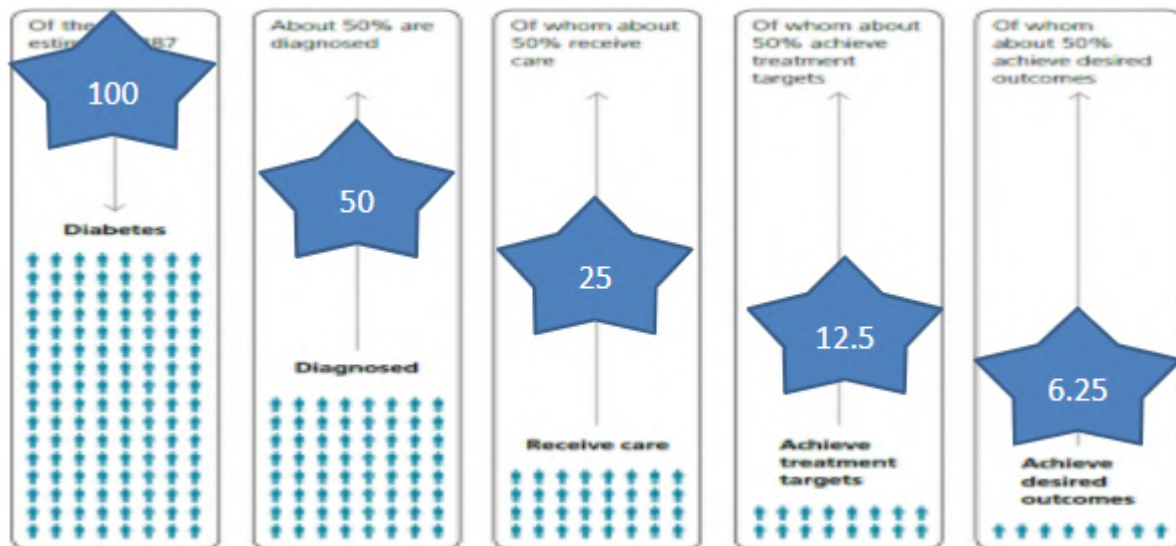 Of the
87
100
Diabetes
About 50% are
diagnosed
50
Diagnosed
Of whom about
50% receive
care
25
Receive care
Of whom about
50% achieve
treatment
targets
12.5
Achieve
treatment
targets
Of whom
about 50%
achieve desired
outcomes
6.25
Achieve
desired
outcomes